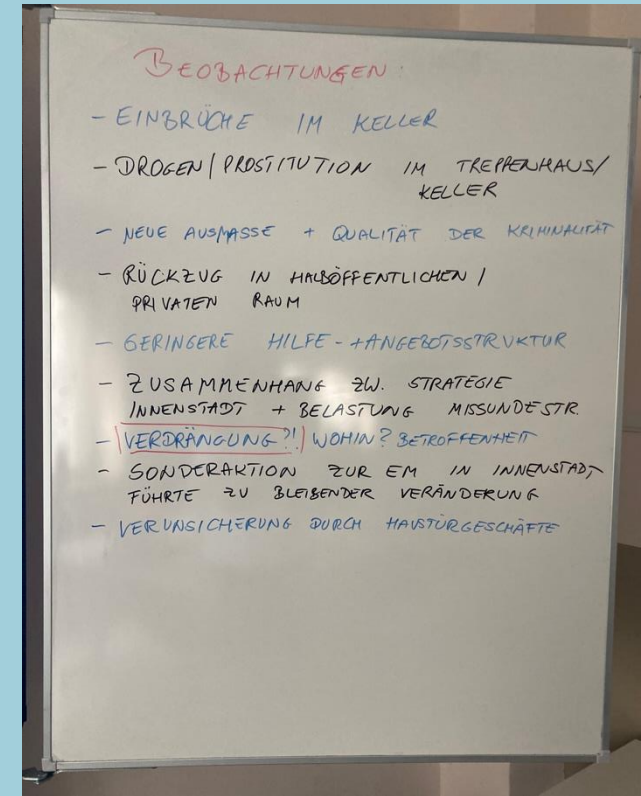 BEOBACHTUNGEN:
- EINBRÜCHE IM KELLER
- DROGEN/PROSTITUTION IM TREPPENHAUS/
KELLER
- NEUE AUSMASSE + QUALITÄT DER KRIMINALITÄT
- RÜCKZUG IN HALBÖFFENTLICHEN /
PRIVATEN RAUM
- GERINGERE HILFE- + ANGEBOTSSTRUKTUR
- ZUSAMMENHANG ZW. STRATEGIE
INNENSTADT + BELASTUNG MISSUNDESTR.
- VERDRÄNGUNG?! WOHIN? BETROFFENHEIT
- SONDERAKTION ZUR EM IN INNENSTADT
FÜHRTE ZU BLEIBENDER VERÄNDERUNG
- VERUNSICHERUNG DURCH HAUSTÜRGESCHÄFTE